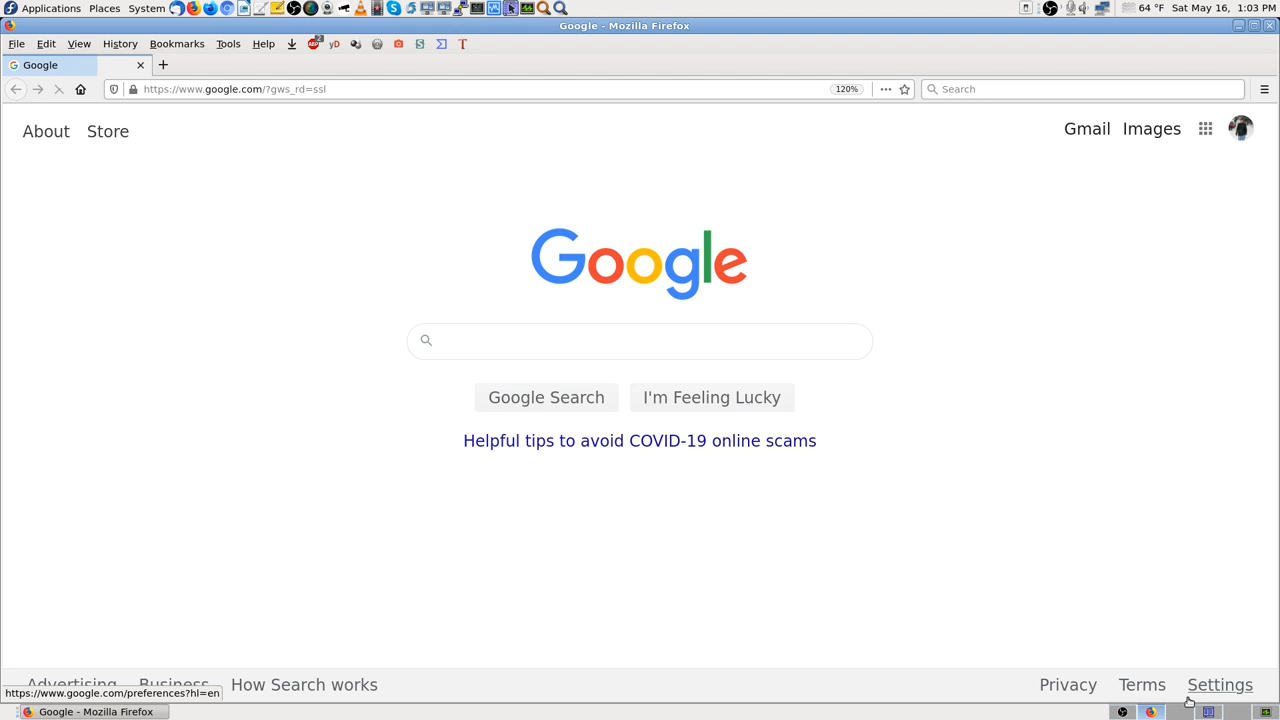 Applications Places System 64 °F Sat May 16, 1:03 PM
Google - Mozilla Firefox
File Edit View History Bookmarks Tools Help
Google
https://www.google.com/?gws_rd=ssl 120% Search
About Store Gmail Images
Google
Google Search I'm Feeling Lucky
Helpful tips to avoid COVID-19 online scams
Advertising Business How Search works Privacy Terms Settings
https://www.google.com/preferences?hl=en
Google - Mozilla Firefox